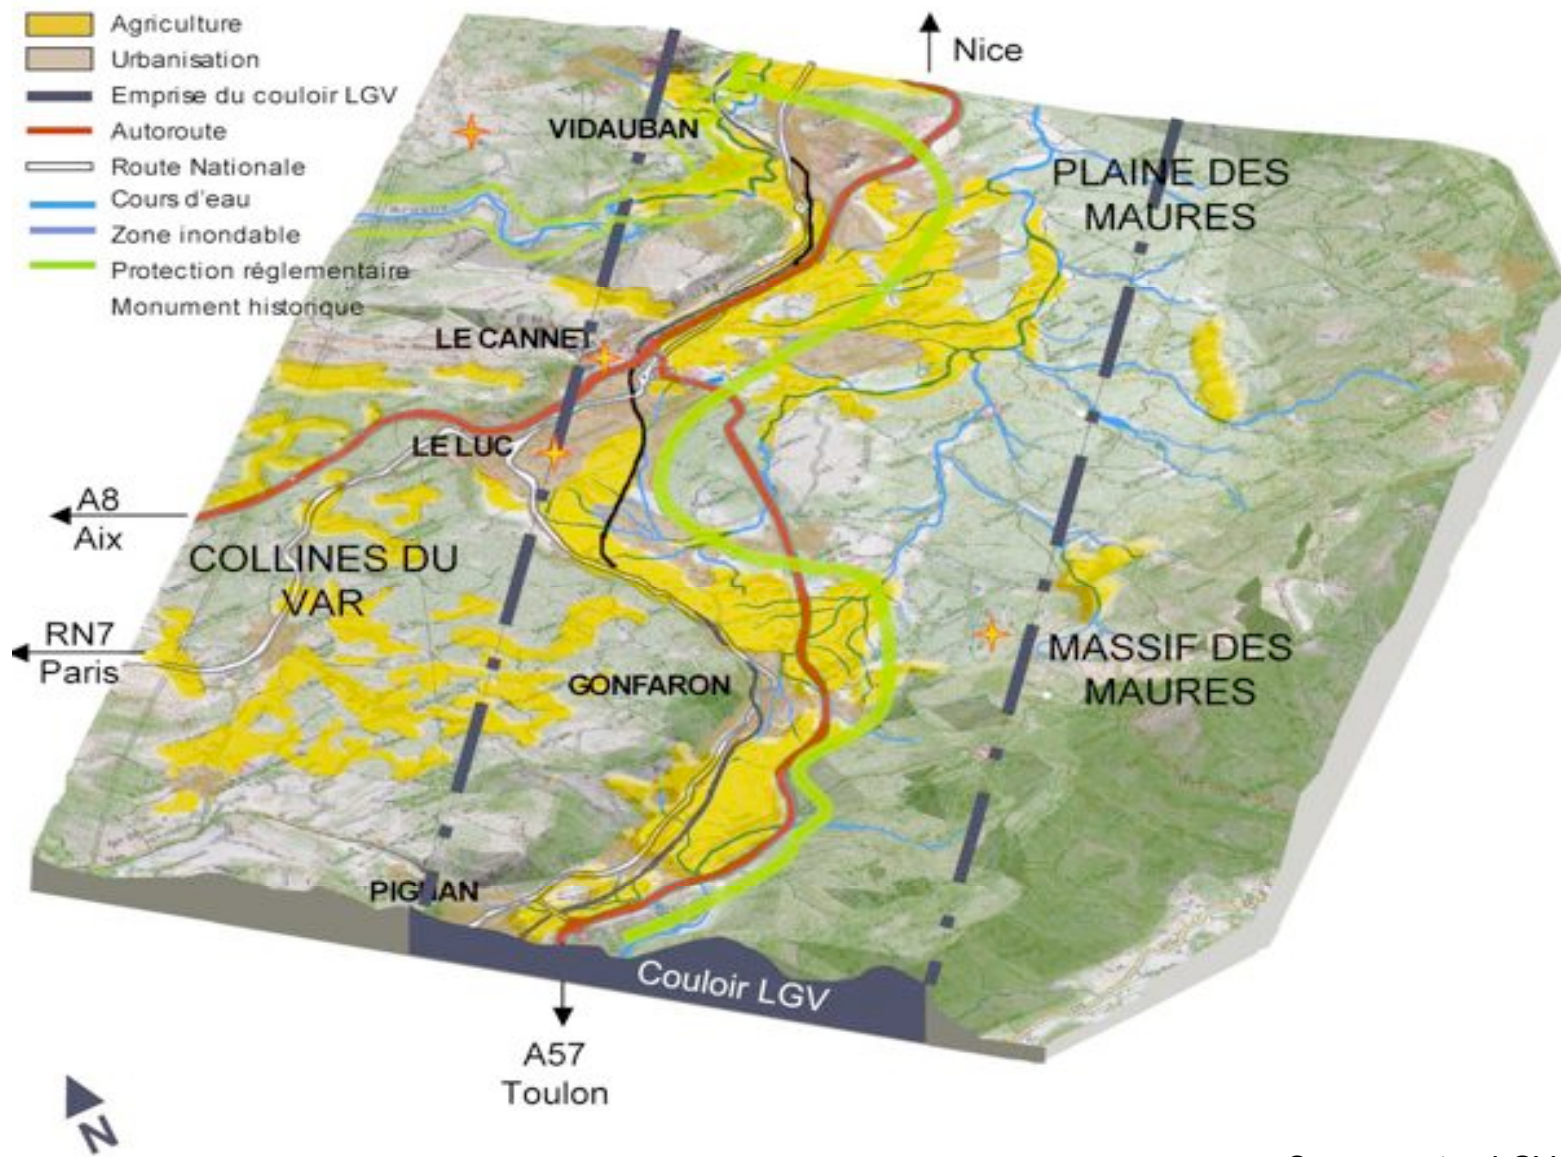 Agriculture
Urbanisation
Emprise du couloir LGV
Autoroute
Route Nationale
Cours d'eau
Zone inondable
Protection réglementaire
Monument historique
Nice
VIDAUBAN
PLAINE DES
MAURES
LE CANNET
LE LUC
A8
Aix
COLLINES DU
VAR
RN7
Paris
GONFARON
MASSIF DES
MAURES
PIGNAN
Couloir LGV
A57
Toulon
N